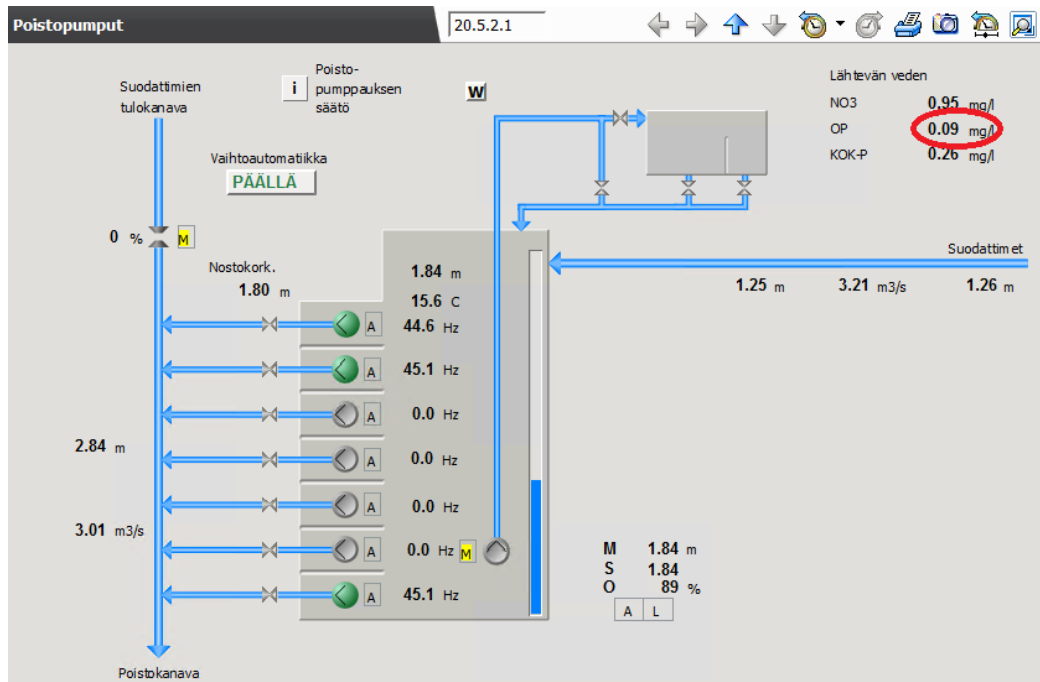 Poistopumput
20.5.2.1
Suodattimien
tulokanava
i
Poisto-
pumppauksen
säätö
W
Lähtevän veden
NO3 0.95 mg/l
OP 0.09 mg/l
KOK-P 0.26 mg/l
Vaihtoautomatiikka
PÄÄLLÄ
0 % M
Suodattimet
Nostokork.
1.80 m
1.84 m
1.25 m 3.21 m3/s 1.26 m
15.6 C
A 44.6 Hz
A 45.1 Hz
A 0.0 Hz
2.84 m
A 0.0 Hz
A 0.0 Hz
3.01 m3/s
A 0.0 Hz M
A 45.1 Hz
M 1.84 m
S 1.84
O 89 %
A L
Poistokanava